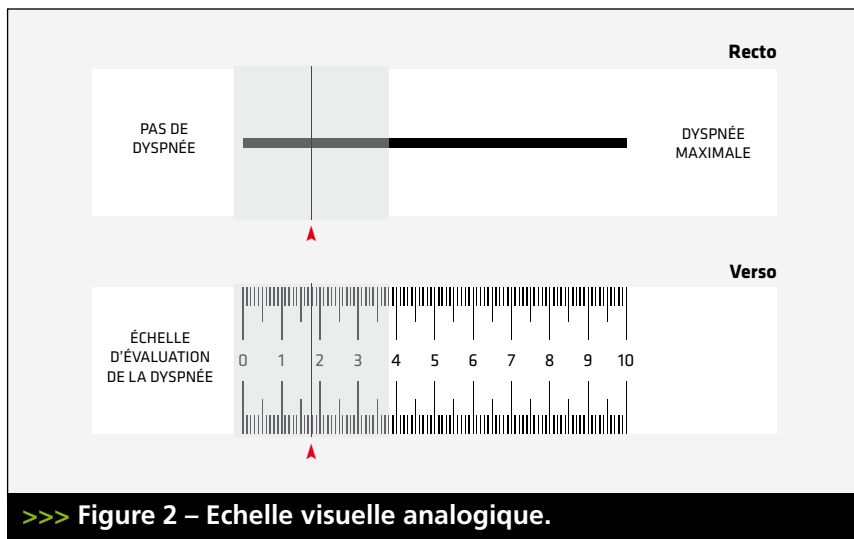 Recto
PAS DE
DYSPNÉE
DYSPNÉE
MAXIMALE
Verso
ÉCHELLE
D'ÉVALUATION
DE LA DYSPNÉE
0 1 2 3 4 5 6 7 8 9 10
>>> Figure 2 – Echelle visuelle analogique.